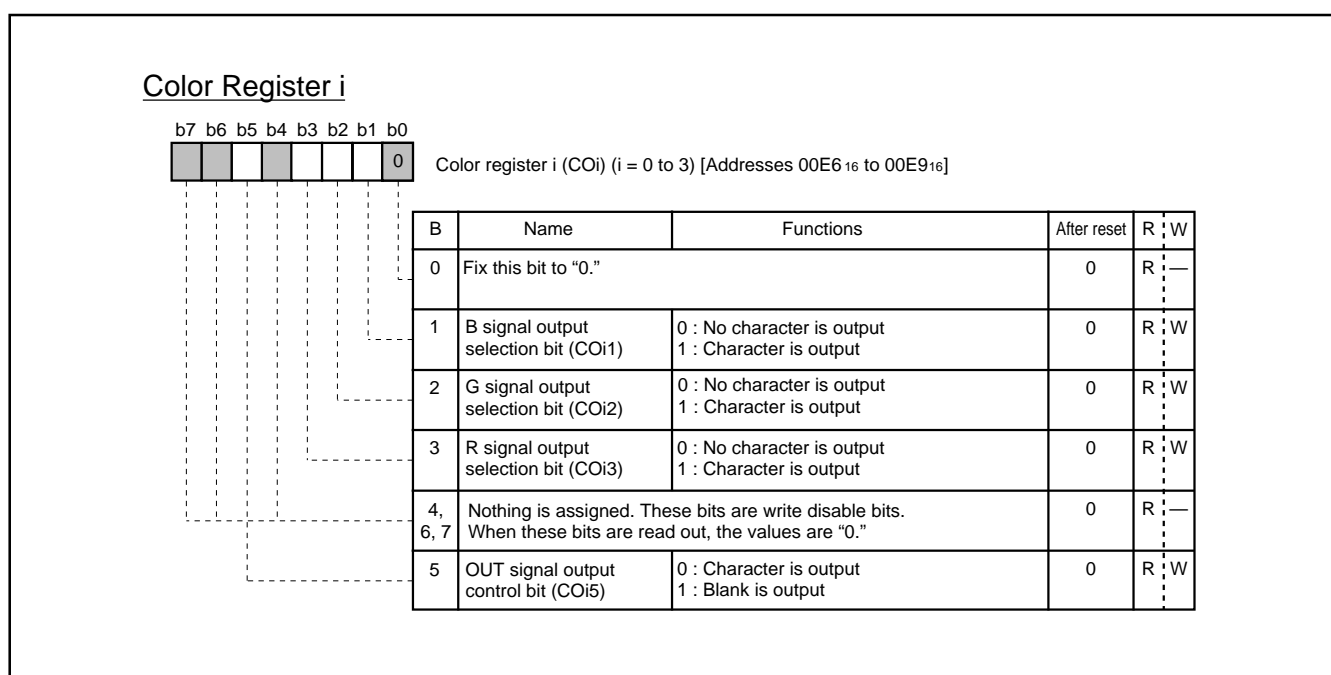 Color Register i
b7 b6 b5 b4 b3 b2 b1 b0
0
Color register i (COi) (i = 0 to 3) [Addresses 00E616 to 00E916]
B Name Functions After reset R W
0 Fix this bit to “0.” 0 R —
1 B signal output 0 : No character is output 0 R W
selection bit (COi1) 1 : Character is output
2 G signal output 0 : No character is output 0 R W
selection bit (COi2) 1 : Character is output
3 R signal output 0 : No character is output 0 R W
selection bit (COi3) 1 : Character is output
4, Nothing is assigned. These bits are write disable bits. 0 R —
6, 7 When these bits are read out, the values are “0.”
5 OUT signal output 0 : Character is output 0 R W
control bit (COi5) 1 : Blank is output